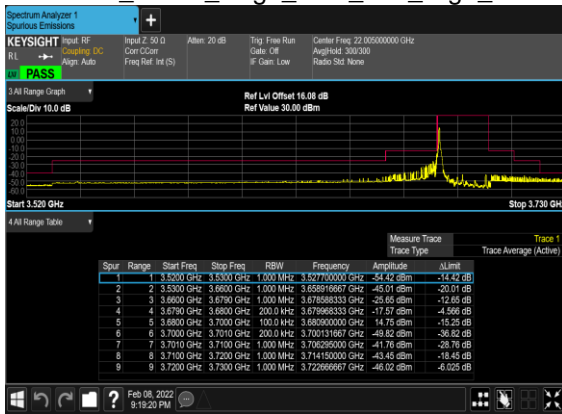 Spectrum Analyzer 1
Spurious Emissions
+
KEYSIGHT Input: RF Input Z: 50 Ω Atten: 20 dB Trig: Free Run Center Freq: 22.005000000 GHz
RL Coupling: DC Corr CCorr Gate: Off Avg|Hold: 300/300
Align: Auto Freq Ref: Int (S) IF Gain: Low Radio Std: None
PASS
3 All Range Graph
Ref Lvl Offset 16.08 dB
Scale/Div 10.0 dB Ref Value 30.00 dBm
20.0
10.0
0.00
-10.0
-20.0
-30.0
-40.0
-50.0
-60.0
Start 3.520 GHz Stop 3.730 GH
4 All Range Table
Measure Trace Trace 1
Trace Type Trace Average (Active)
Spur Range Start Freq Stop Freq RBW Frequency Amplitude ΔLimit
1 1 3.5200 GHz 3.5300 GHz 1.000 MHz 3.527700000 GHz -54.42 dBm -14.42 dB
2 2 3.5300 GHz 3.6600 GHz 1.000 MHz 3.658916667 GHz -45.01 dBm -20.01 dB
3 3 3.6600 GHz 3.6790 GHz 1.000 MHz 3.678588333 GHz -25.65 dBm -12.65 dB
4 4 3.6790 GHz 3.6800 GHz 200.0 kHz 3.679968333 GHz -17.57 dBm -4.566 dB
5 5 3.6800 GHz 3.7000 GHz 100.0 kHz 3.680900000 GHz 14.75 dBm -15.25 dB
6 6 3.7000 GHz 3.7010 GHz 200.0 kHz 3.700131667 GHz -49.82 dBm -36.82 dB
7 7 3.7010 GHz 3.7100 GHz 1.000 MHz 3.706295000 GHz -41.76 dBm -28.76 dB
8 8 3.7100 GHz 3.7200 GHz 1.000 MHz 3.714150000 GHz -43.45 dBm -18.45 dB
9 9 3.7200 GHz 3.7300 GHz 1.000 MHz 3.722666667 GHz -46.02 dBm -6.025 dB
? Feb 08, 2022
9:19:20 PM